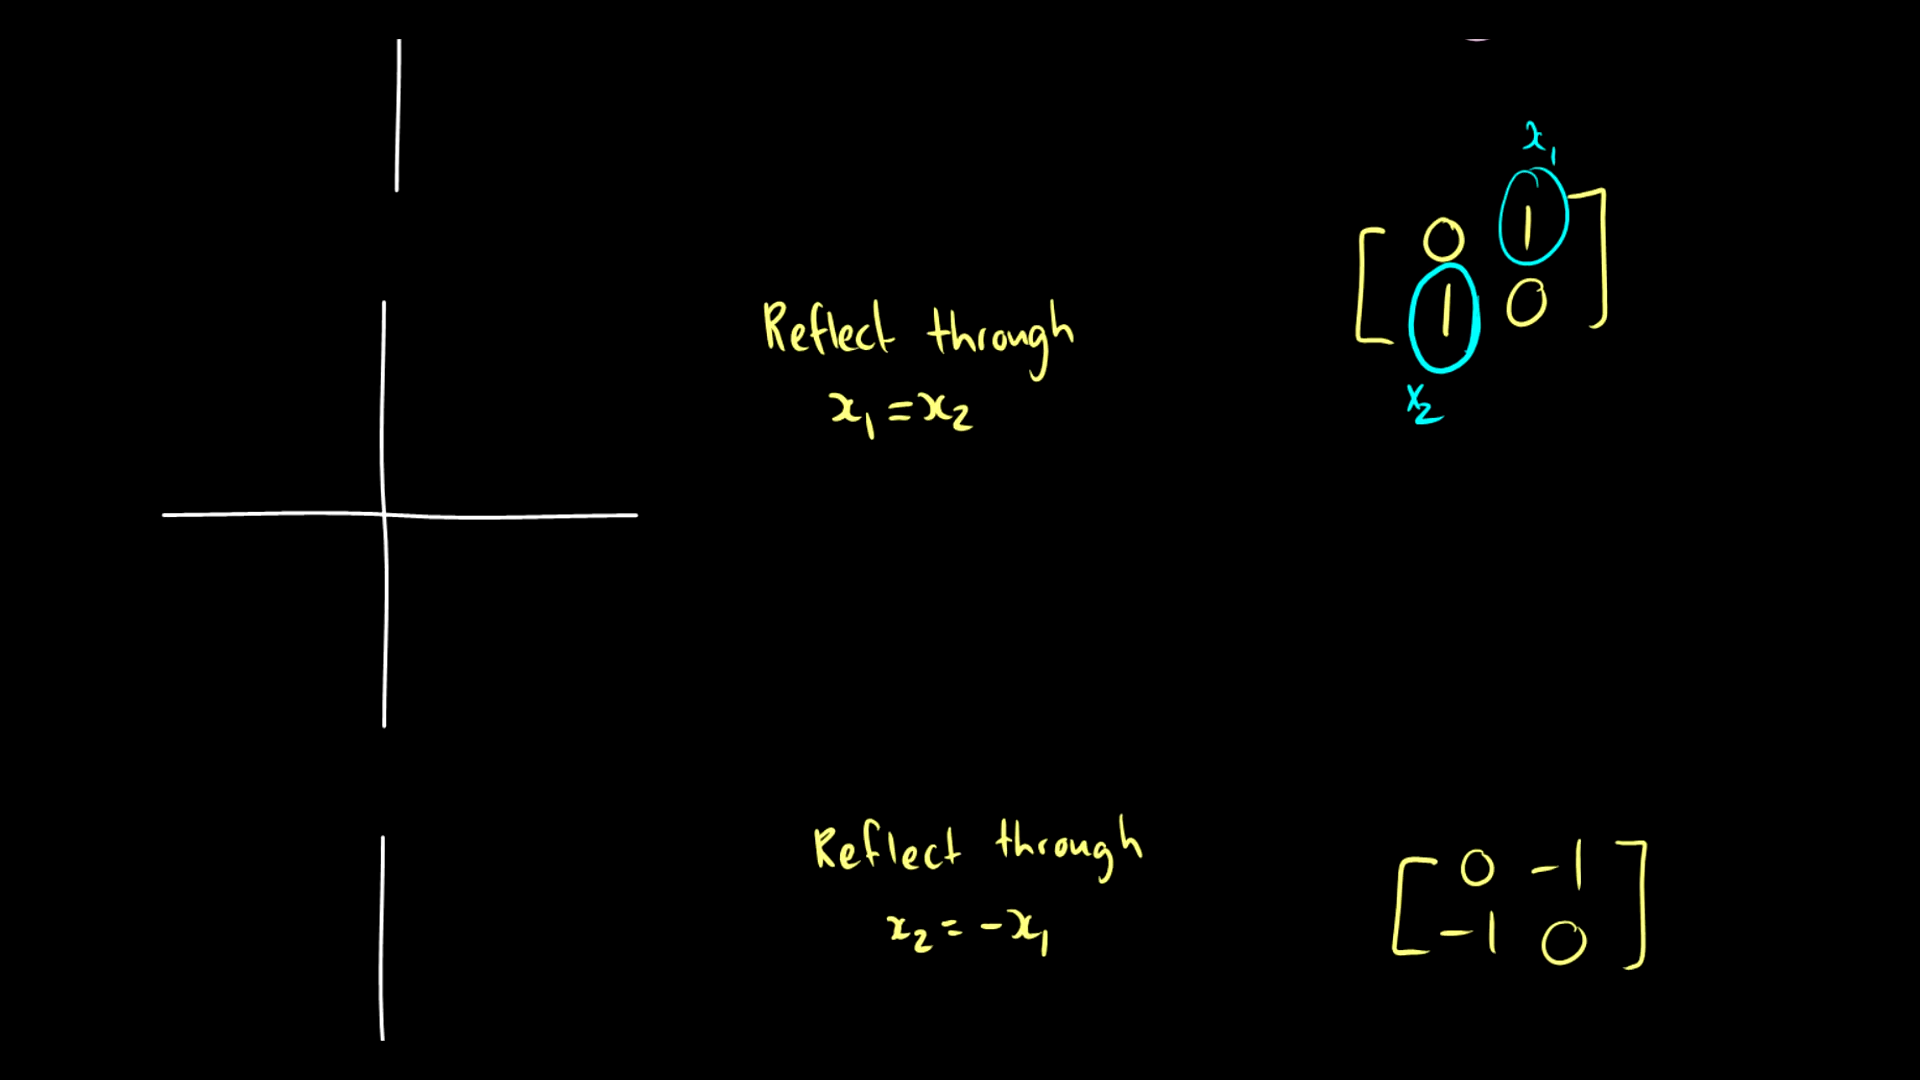 x₁
[0 1]
Reflect through
[1 0]
x₁ = x₂
x₂
Reflect through
[0 -1]
x₂ = -x₁
[-1 0]